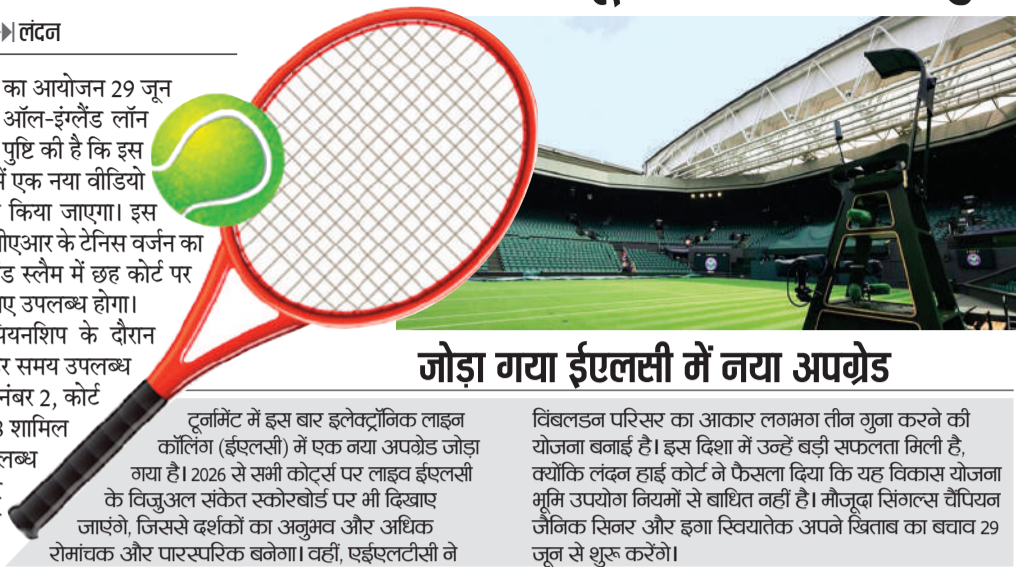 लंदन
का आयोजन 29 जून
ऑल-इंग्लैंड लॉन
पुष्टि की है कि इस
एक नया वीडियो
किया जाएगा। इस
के टेनिस वर्जन का
स्लैम में छह कोर्ट पर
उपलब्ध होगा।
के दौरान
समय उपलब्ध
नंबर 2, कोर्ट
शामिल
जोड़ा गया ईएलसी में नया अपग्रेड
टूर्नामेंट में इस बार इलेक्ट्रॉनिक लाइन
कॉलिंग (ईएलसी) में एक नया अपग्रेड जोड़ा
गया है। 2026 से सभी कोर्ट्स पर लाइव ईएलसी
के विजुअल संकेत स्कोरबोर्ड पर भी दिखाए
जाएंगे, जिससे दर्शकों का अनुभव और अधिक
रोमांचक और पारस्परिक बनेगा। वहीं, एईएलटीसी ने
विंबलडन परिसर का आकार लगभग तीन गुना करने की
योजना बनाई है। इस दिशा में उन्हें बड़ी सफलता मिली है,
क्योंकि लंदन हाई कोर्ट ने फैसला दिया कि यह विकास योजना
भूमि उपयोग नियमों से बाधित नहीं है। मौजूदा सिंगल्स चैंपियन
जैनिक सिनर और इगा स्वियातेक अपने खिताब का बचाव 29
जून से शुरू करेंगे।